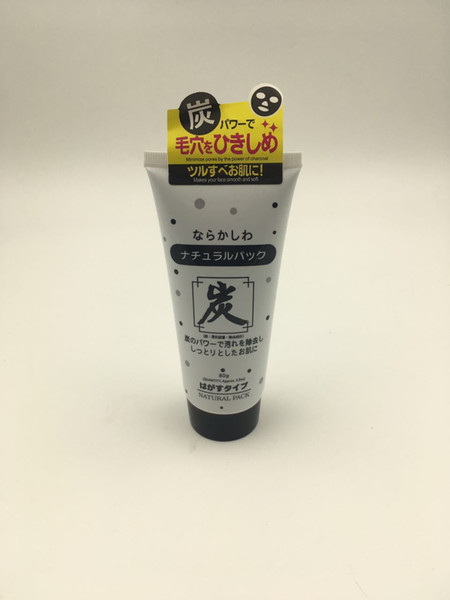 炭パワーで
毛穴をひきしめ
Minimize pores by the power of charcoal
ツルすべお肌に!
Makes your face smooth and soft.
ならかしわ
ナチュラルパック
炭
炭のパワーで汚れを除去し
しっとりとしたお肌に
80g
はがすタイプ
NATURAL PACK